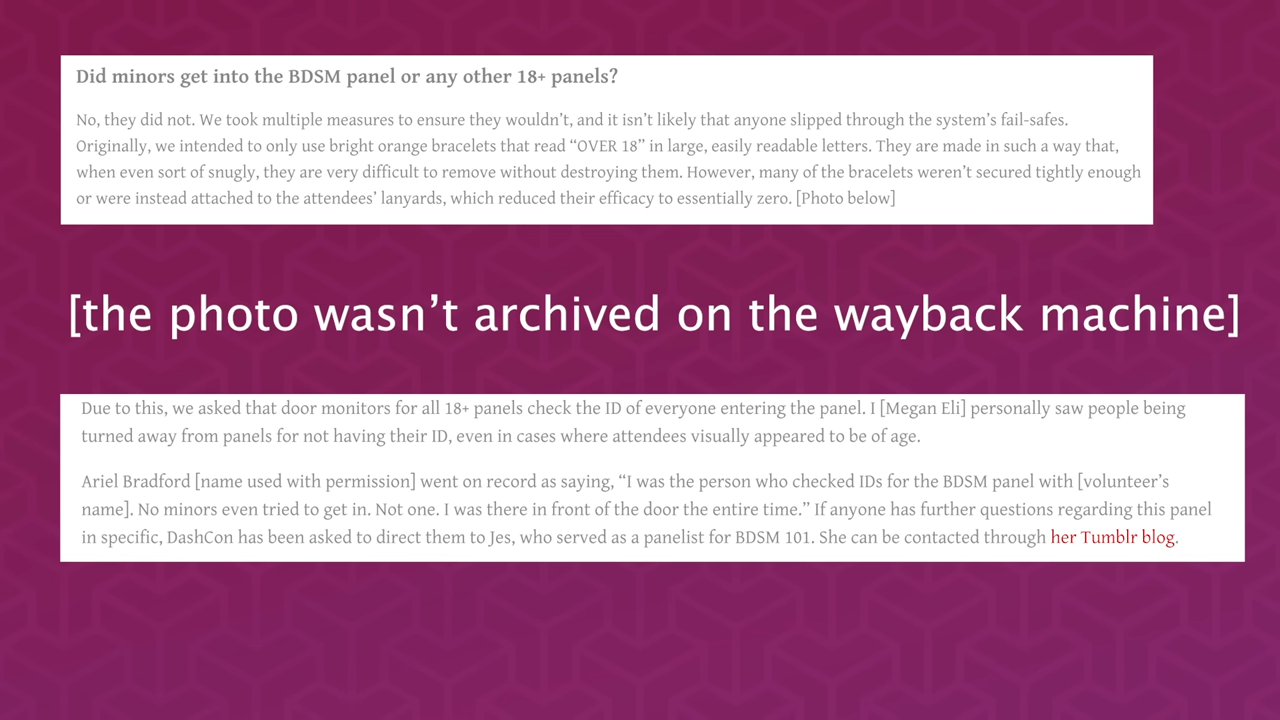 Did minors get into the BDSM panel or any other 18+ panels?
No, they did not. We took multiple measures to ensure they wouldn’t, and it isn’t likely that anyone slipped through the system’s fail-safes.
Originally, we intended to only use bright orange bracelets that read “OVER 18” in large, easily readable letters. They are made in such a way that,
when even sort of snugly, they are very difficult to remove without destroying them. However, many of the bracelets weren’t secured tightly enough
or were instead attached to the attendees’ lanyards, which reduced their efficacy to essentially zero. [Photo below]
[the photo wasn’t archived on the wayback machine]
Due to this, we asked that door monitors for all 18+ panels check the ID of everyone entering the panel. I [Megan Eli] personally saw people being
turned away from panels for not having their ID, even in cases where attendees visually appeared to be of age.
Ariel Bradford [name used with permission] went on record as saying, “I was the person who checked IDs for the BDSM panel with [volunteer’s
name]. No minors even tried to get in. Not one. I was there in front of the door the entire time.” If anyone has further questions regarding this panel
in specific, DashCon has been asked to direct them to Jes, who served as a panelist for BDSM 101. She can be contacted through her Tumblr blog.